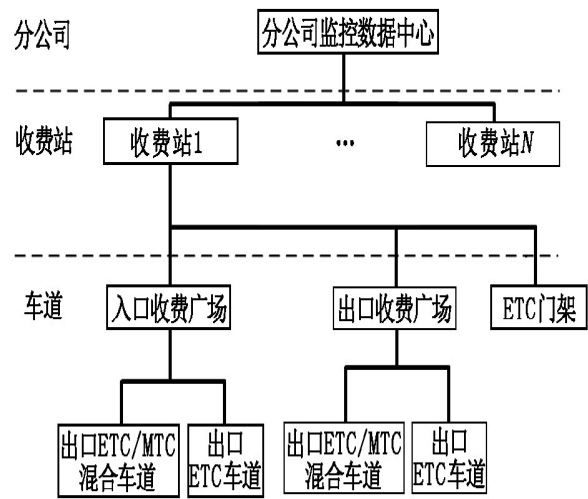 分公司
分公司监控数据中心
收费站
收费站1
···
收费站N
车道
入口收费广场
出口收费广场
ETC门架
出口ETC/MTC
混合车道
出口
ETC车道
出口ETC/MTC
混合车道
出口
ETC车道